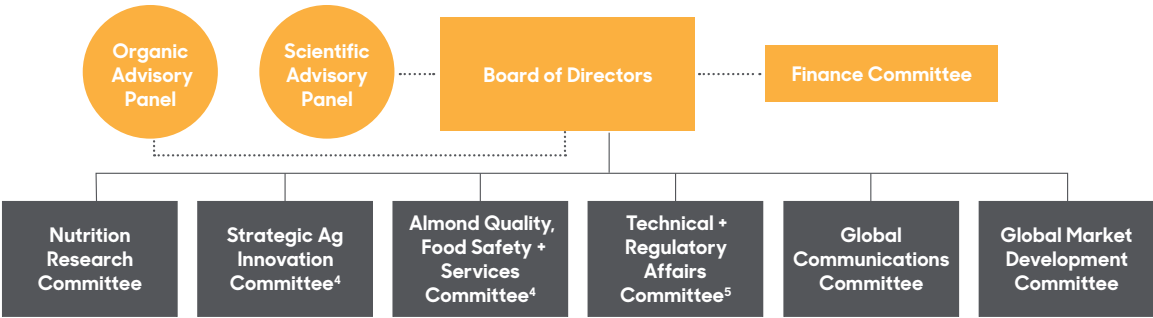 Organic
Advisory
Panel
Scientific
Advisory
Panel
Board of Directors
Finance Committee
Nutrition
Research
Committee
Strategic Ag
Innovation
Committee⁴
Almond Quality,
Food Safety +
Services
Committee⁴
Technical +
Regulatory
Affairs
Committee⁵
Global
Communications
Committee
Global Market
Development
Committee